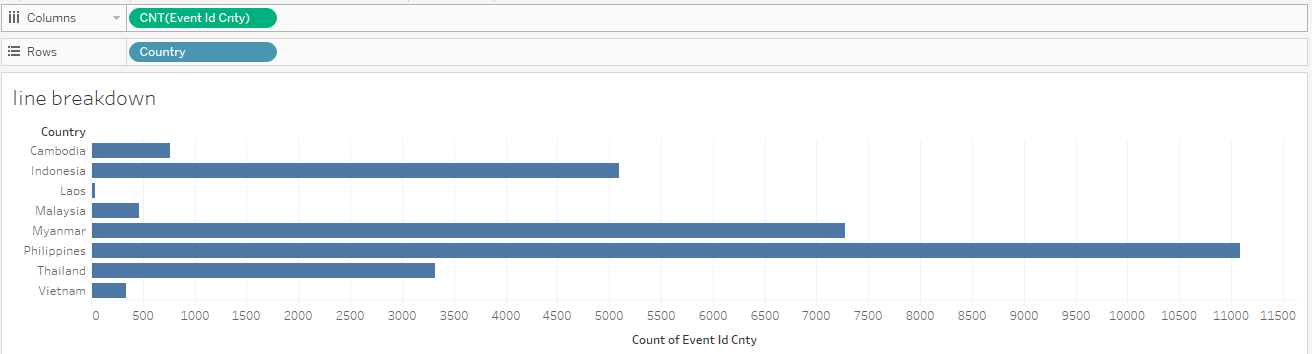 Columns
CNT(Event Id Cnty)
Rows
Country
line breakdown
Country
Cambodia
Indonesia
Laos
Malaysia
Myanmar
Philippines
Thailand
Vietnam
0 500 1000 1500 2000 2500 3000 3500 4000 4500 5000 5500 6000 6500 7000 7500 8000 8500 9000 9500 10000 10500 11000 11500
Count of Event Id Cnty